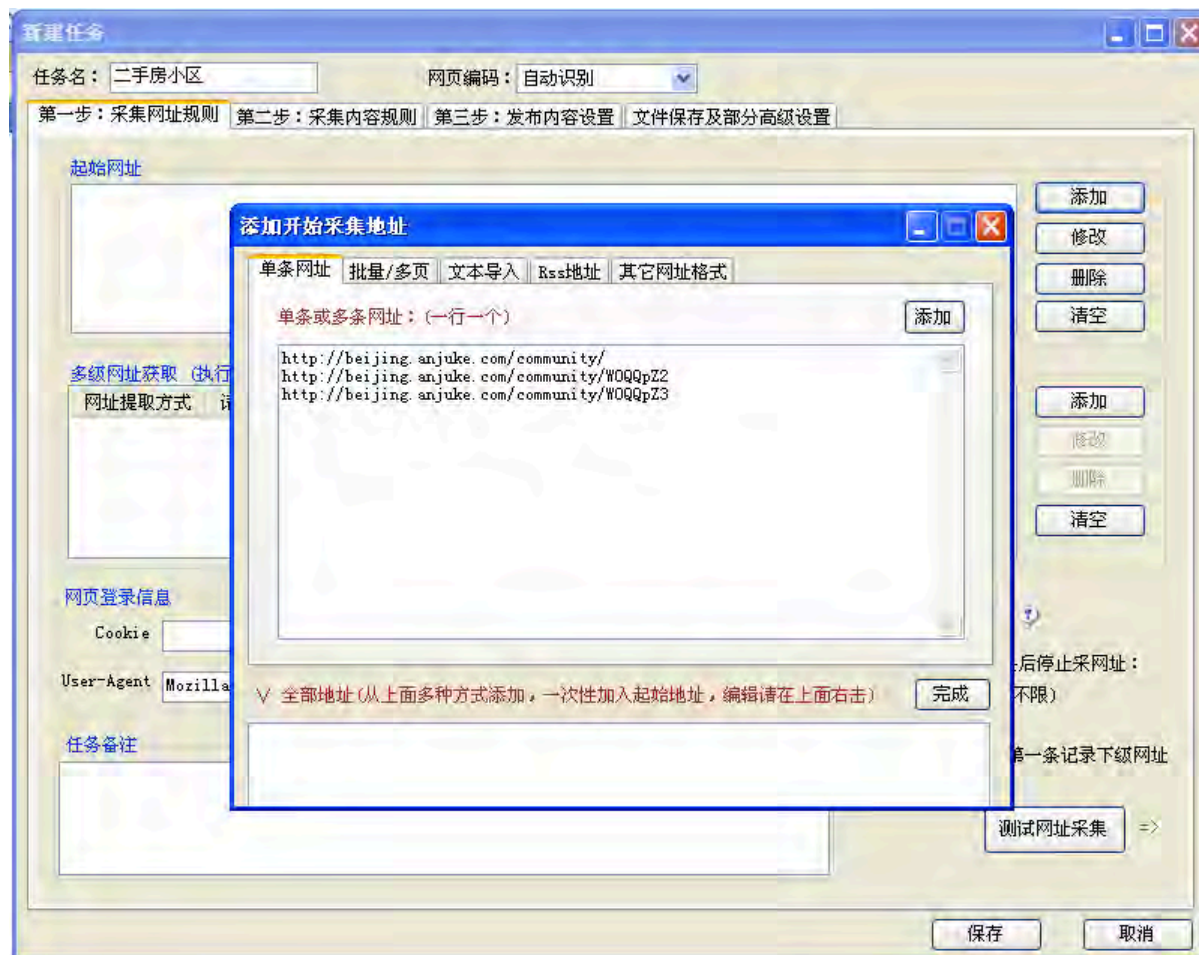 新建任务
任务名： 二手房小区 网页编码： 自动识别
第一步：采集网址规则 第二步：采集内容规则 第三步：发布内容设置 文件保存及部分高级设置
起始网址
添加
修改
删除
清空
添加开始采集地址
单条网址 批量/多页 文本导入 Rss地址 其它网址格式
单条或多条网址：（一行一个） 添加
http://beijing.anjuke.com/community/
http://beijing.anjuke.com/community/W0QQpZ2
http://beijing.anjuke.com/community/W0QQpZ3
多级网址获取 （执行
网址提取方式
添加
修改
删除
清空
网页登录信息
Cookie
User-Agent Mozilla
后停止采网址：
不限）
∨ 全部地址（从上面多种方式添加，一次性加入起始地址，编辑请在上面右击） 完成
任务备注
第一条记录下级网址
测试网址采集 =>
保存 取消